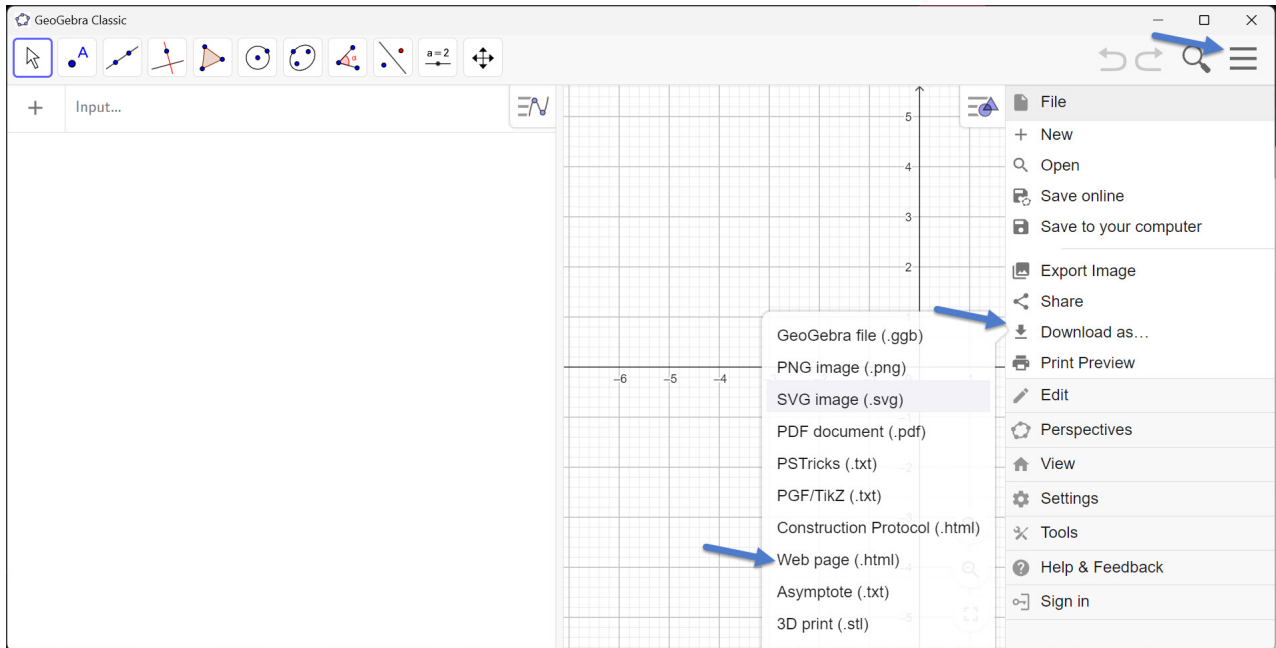 GeoGebra Classic
A
α
a=2
Input...
5
4
3
2
–6 –5 –4
–2
–4
–5
File
New
Open
Save online
Save to your computer
Export Image
Share
Download as...
Print Preview
Edit
Perspectives
View
Settings
Tools
Help & Feedback
Sign in
GeoGebra file (.ggb)
PNG image (.png)
SVG image (.svg)
PDF document (.pdf)
PSTricks (.txt)
PGF/TikZ (.txt)
Construction Protocol (.html)
Web page (.html)
Asymptote (.txt)
3D print (.stl)